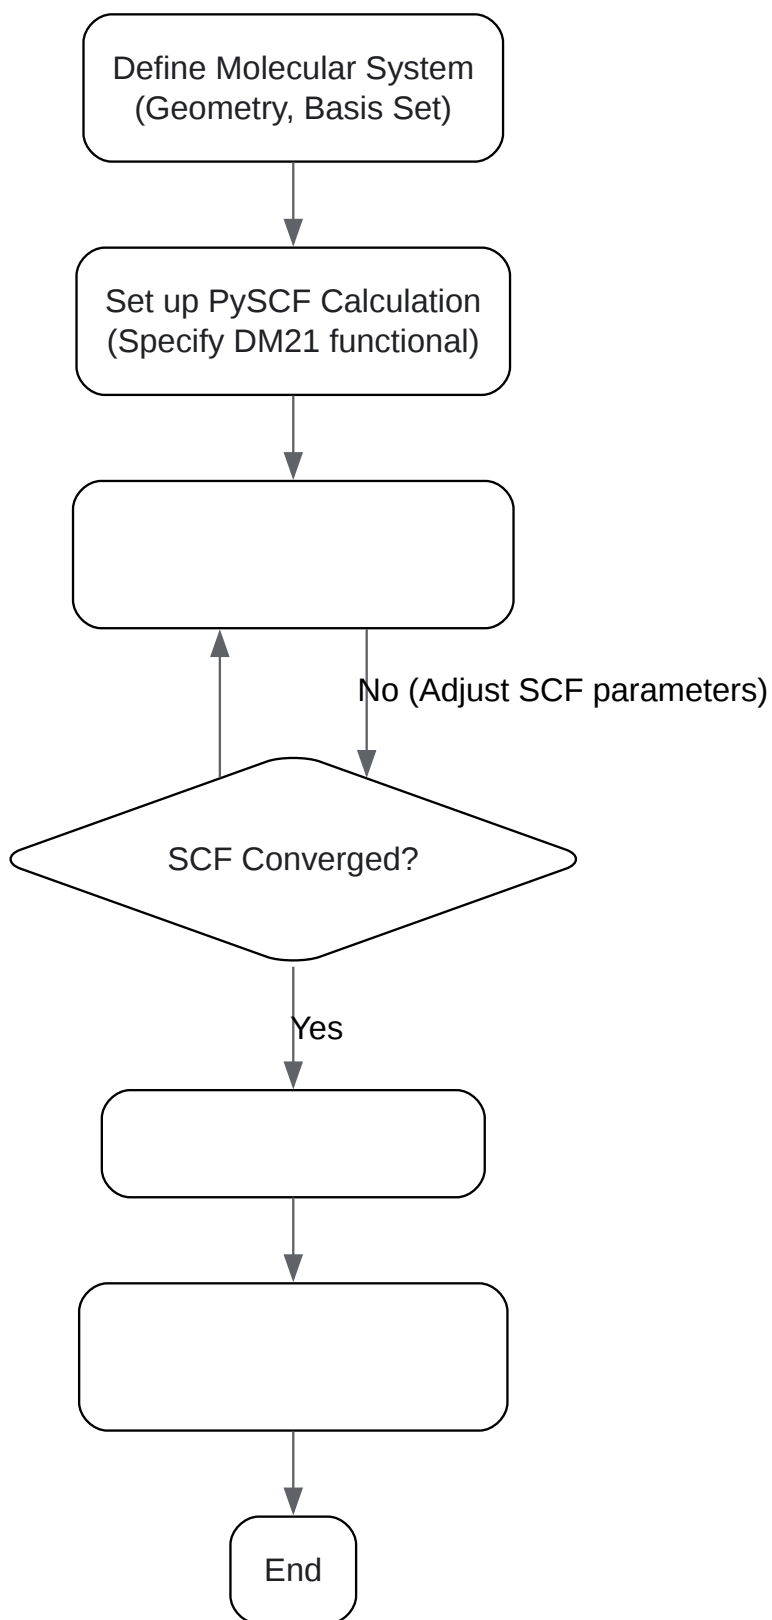 Define Molecular System
(Geometry, Basis Set)
Set up PySCF Calculation
(Specify DM21 functional)
No (Adjust SCF parameters)
SCF Converged?
Yes
End